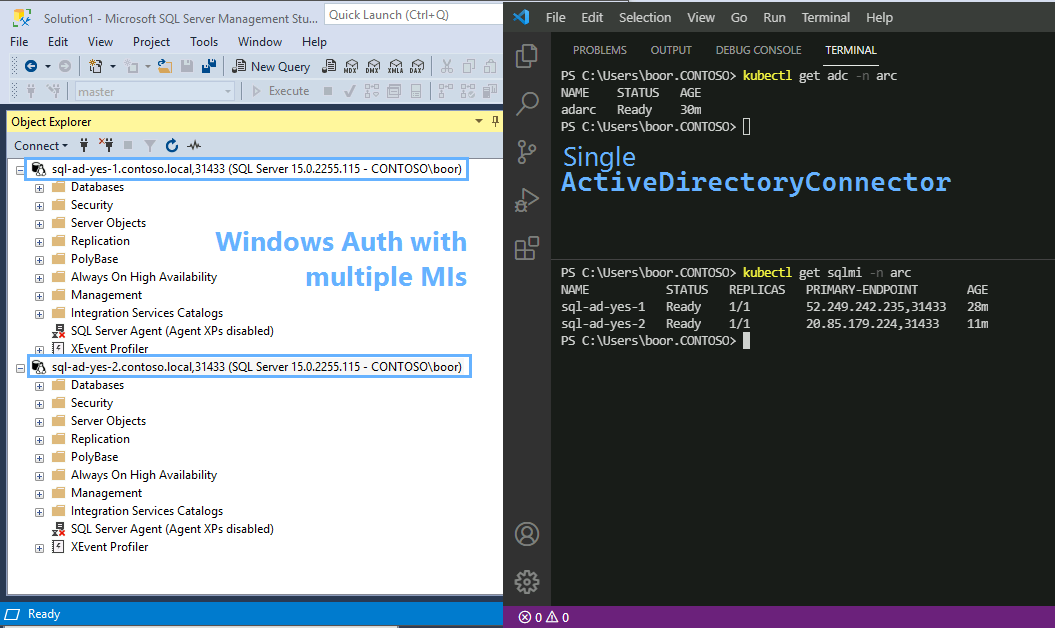 Solution1 - Microsoft SQL Server Management Stu...
Quick Launch (Ctrl+Q)
File Edit View Project Tools Window Help
New Query MDX DMX XMLA DAX
master Execute
Object Explorer
Connect
sql-ad-yes-1.contoso.local,31433 (SQL Server 15.0.2255.115 - CONTOSO\boor)
Databases
Security
Server Objects
Replication
PolyBase
Always On High Availability
Management
Integration Services Catalogs
SQL Server Agent (Agent XPs disabled)
XEvent Profiler
Windows Auth with
multiple MIs
sql-ad-yes-2.contoso.local,31433 (SQL Server 15.0.2255.115 - CONTOSO\boor)
Databases
Security
Server Objects
Replication
PolyBase
Always On High Availability
Management
Integration Services Catalogs
SQL Server Agent (Agent XPs disabled)
XEvent Profiler
Ready
File Edit Selection View Go Run Terminal Help
PROBLEMS OUTPUT DEBUG CONSOLE TERMINAL
PS C:\Users\boor.CONTOSO> kubectl get adc -n arc
NAME STATUS AGE
adarc Ready 30m
PS C:\Users\boor.CONTOSO>
Single
ActiveDirectoryConnector
PS C:\Users\boor.CONTOSO> kubectl get sqlmi -n arc
NAME STATUS REPLICAS PRIMARY-ENDPOINT AGE
sql-ad-yes-1 Ready 1/1 52.249.242.235,31433 28m
sql-ad-yes-2 Ready 1/1 20.85.179.224,31433 11m
PS C:\Users\boor.CONTOSO>
0 0